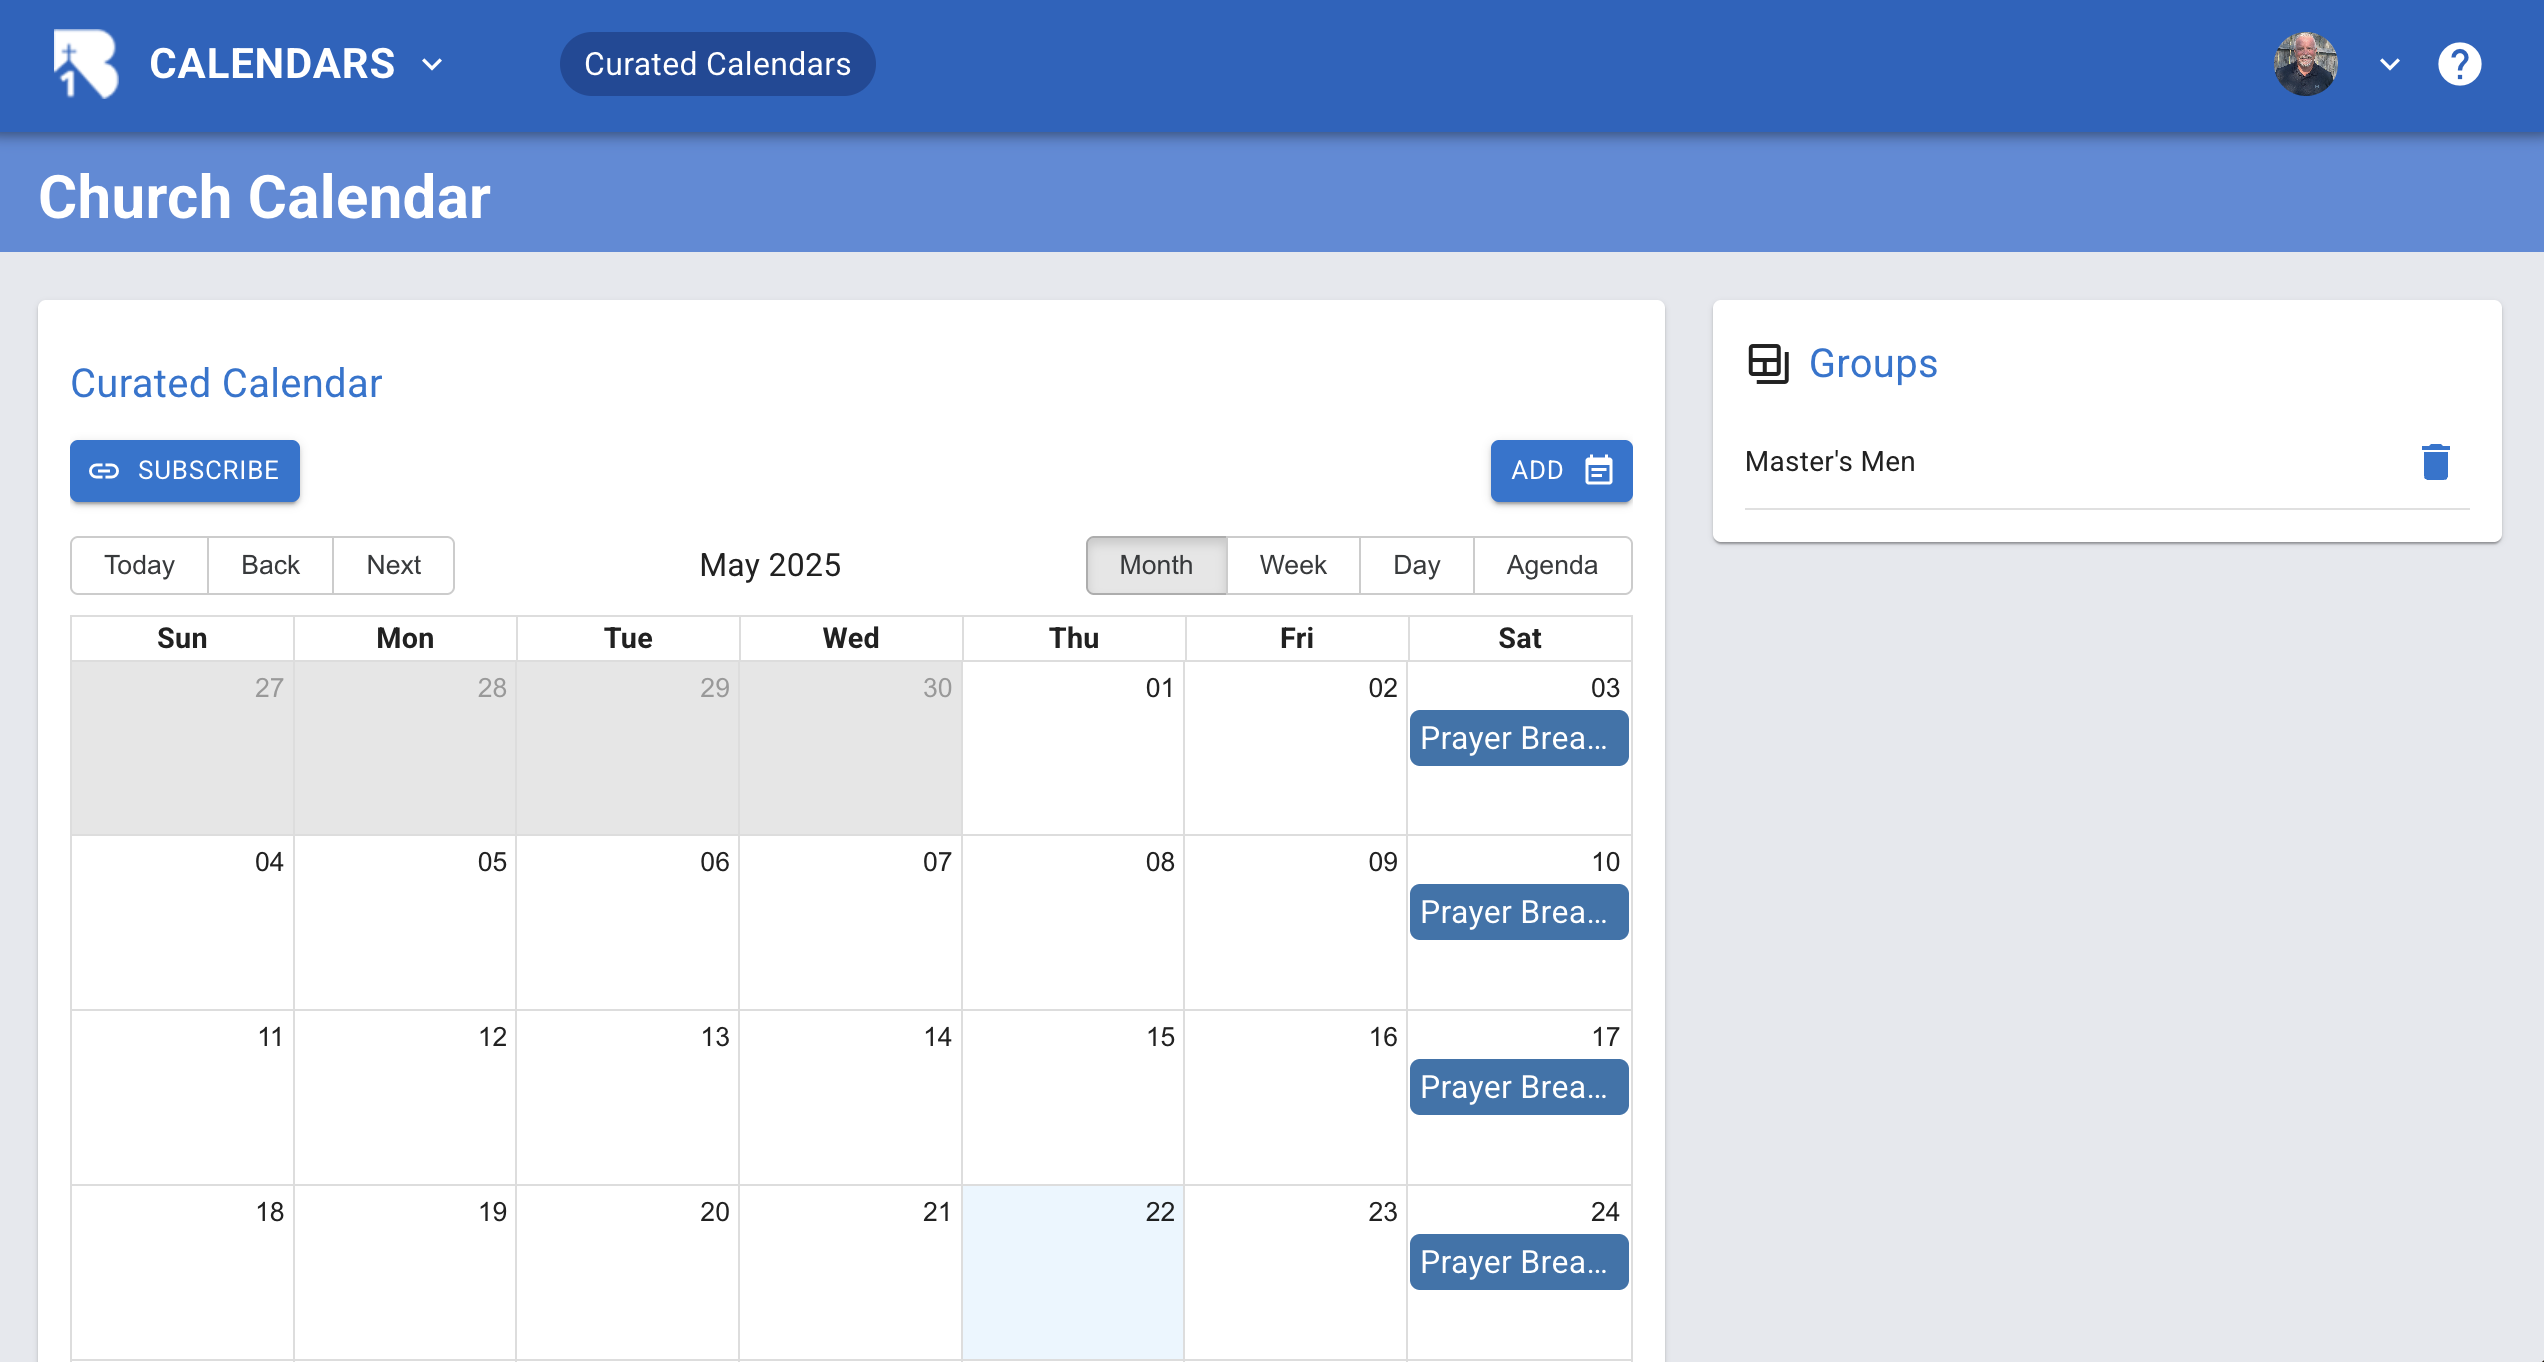 CALENDARS
Curated Calendars
?
Church Calendar
Curated Calendar
SUBSCRIBE
ADD
Today Back Next
May 2025
Month Week Day Agenda
Sun Mon Tue Wed Thu Fri Sat
27 28 29 30 01 02 03
Prayer Brea...
04 05 06 07 08 09 10
Prayer Brea...
11 12 13 14 15 16 17
Prayer Brea...
18 19 20 21 22 23 24
Prayer Brea...
Groups
Master's Men